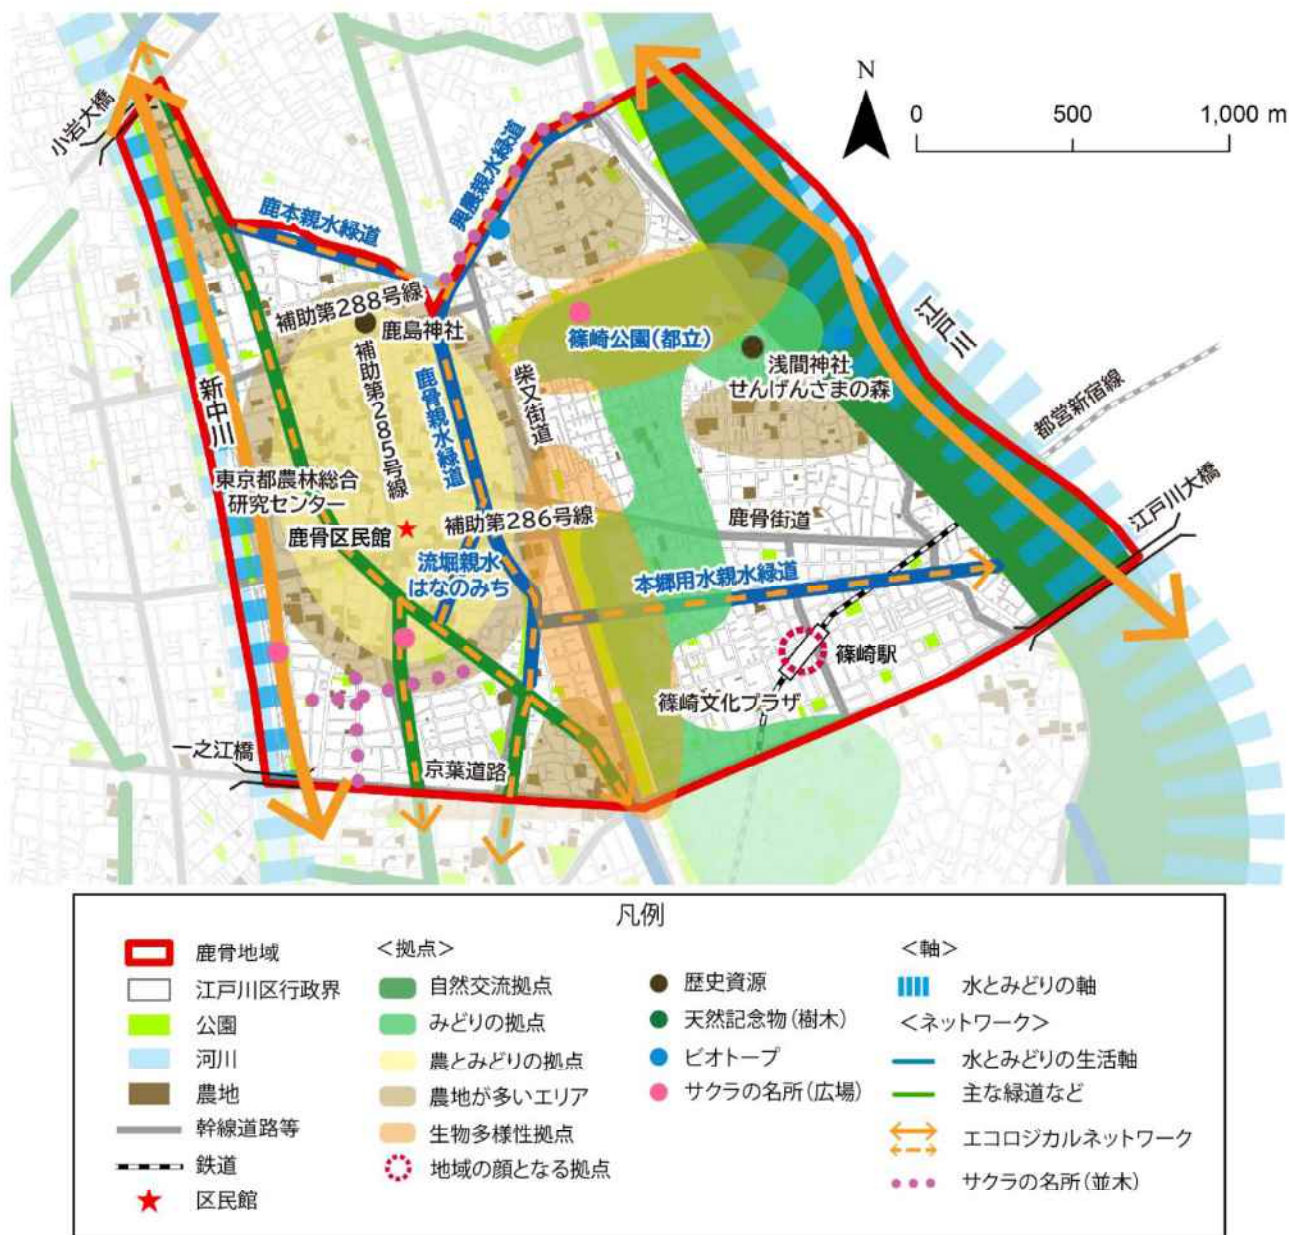 N
0 500 1,000 m
小岩大橋
鹿本親水緑道
興農親水緑道
補助第288号線
鹿島神社
篠崎公園(都立)
江戸川
浅間神社
せんげんさまの森
都営新宿線
新中川
補助第285号線
鹿骨親水緑道
柴又街道
東京都農林総合
研究センター
鹿骨区民館
補助第286号線
鹿骨街道
江戸川大橋
流堀親水
はなのみち
本郷用水親水緑道
篠崎駅
篠崎文化プラザ
一之江橋
京葉道路
凡例
鹿骨地域
江戸川区行政界
公園
河川
農地
幹線道路等
鉄道
区民館
<拠点>
自然交流拠点
みどりの拠点
農とみどりの拠点
農地が多いエリア
生物多様性拠点
地域の顔となる拠点
歴史資源
天然記念物(樹木)
ビオトープ
サクラの名所(広場)
<軸>
水とみどりの軸
<ネットワーク>
水とみどりの生活軸
主な緑道など
エコロジカルネットワーク
サクラの名所(並木)